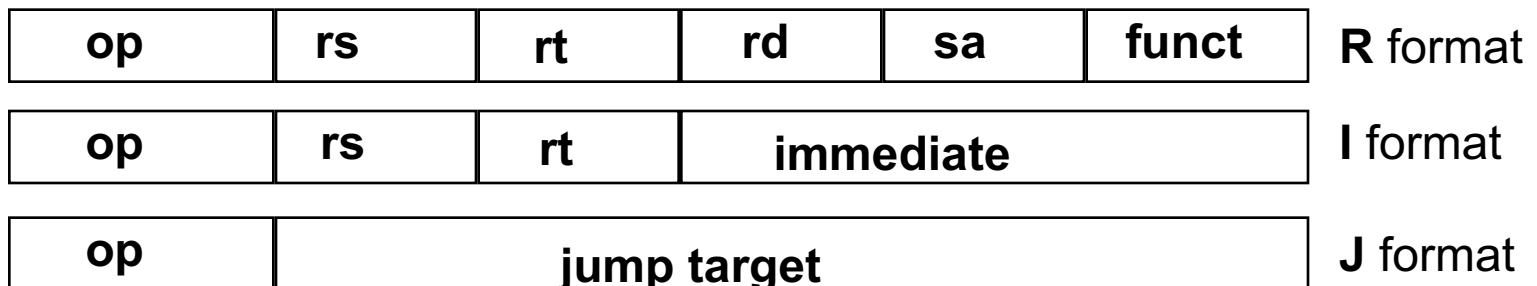 op rs rt rd sa funct R format
op rs rt immediate I format
op jump target J format